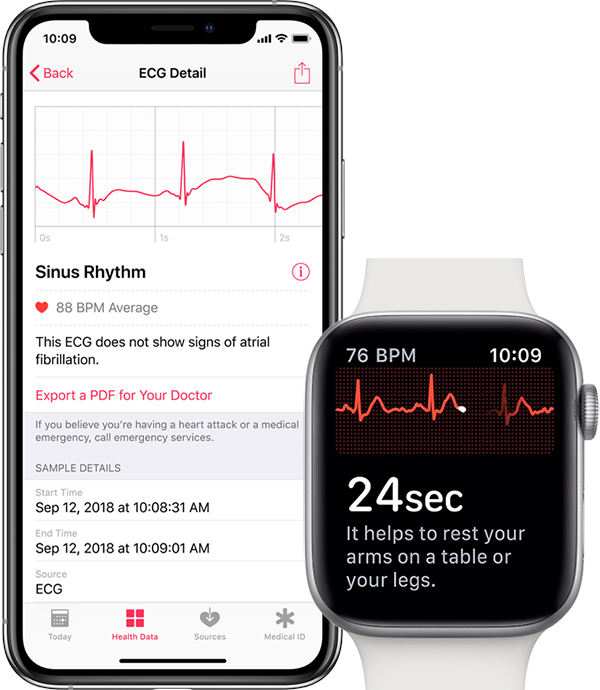 10:09
Back ECG Detail
0s 1s 2s
Sinus Rhythm
88 BPM Average
This ECG does not show signs of atrial
fibrillation.
Export a PDF for Your Doctor
If you believe you're having a heart attack or a medical
emergency, call emergency services.
SAMPLE DETAILS
Start Time
Sep 12, 2018 at 10:08:31 AM
End Time
Sep 12, 2018 at 10:09:01 AM
Source
ECG
Today Health Data Sources Medical ID
76 BPM 10:09
24sec
It helps to rest your
arms on a table or
your legs.